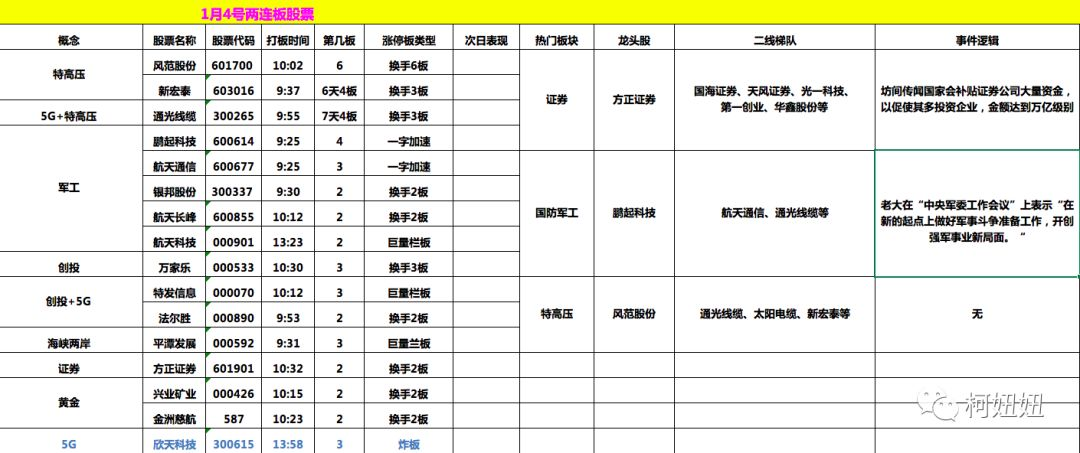 1月4号两连板股票
概念 股票名称 股票代码 打板时间 第几板 涨停板类型 次日表现 热门板块 龙头股 二线梯队 事件逻辑
特高压 风范股份 601700 10:02 6 换手6板
新宏泰 603016 9:37 6天4板 换手3板
5G+特高压 通光线缆 300265 9:55 7天4板 换手3板
证券 方正证券 国海证券、天风证券、光一科技、
第一创业、华鑫股份等
坊间传闻国家会补贴证券公司大量资金，
以促使其多投资企业，金额达到万亿级别
军工 鹏起科技 600614 9:25 4 一字加速
航天通信 600677 9:25 3 一字加速
银邦股份 300337 9:30 2 换手2板
航天长峰 600855 10:12 2 换手2板
航天科技 000901 13:23 2 巨量栏板
国防军工 鹏起科技 航天通信、通光线缆等
老大在“中央军委工作会议”上表示“在
新的起点上做好军事斗争准备工作，开创
强军事业新局面。“
创投 万家乐 000533 10:30 3 换手3板
创投+5G 特发信息 000070 10:12 3 巨量栏板
法尔胜 000890 9:53 2 换手2板
海峡两岸 平潭发展 000592 9:31 3 巨量兰板
特高压 风范股份 通光线缆、太阳电缆、新宏泰等 无
证券 方正证券 601901 10:32 2 换手2板
黄金 兴业矿业 000426 10:15 2 换手2板
金洲慈航 587 10:23 2 换手2板
5G 欣天科技 300615 13:58 3 炸板
柯妞妞